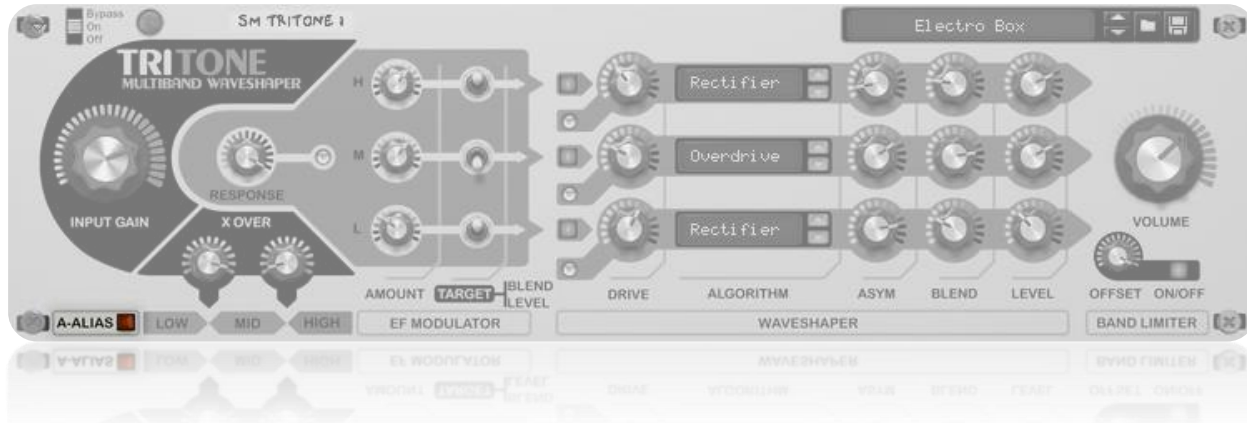 Bypass
On
Off
SM TRITONE 1
Electro Box
TRITONE
MULTIBAND WAVESHAPER
H
Rectifier
M
Overdrive
RESPONSE
INPUT GAIN
X OVER
L
Rectifier
VOLUME
AMOUNT
TARGET
BLEND
LEVEL
DRIVE
ALGORITHM
ASYM
BLEND
LEVEL
OFFSET
ON/OFF
A-ALIAS
LOW
MID
HIGH
EF MODULATOR
WAVESHAPER
BAND LIMITER